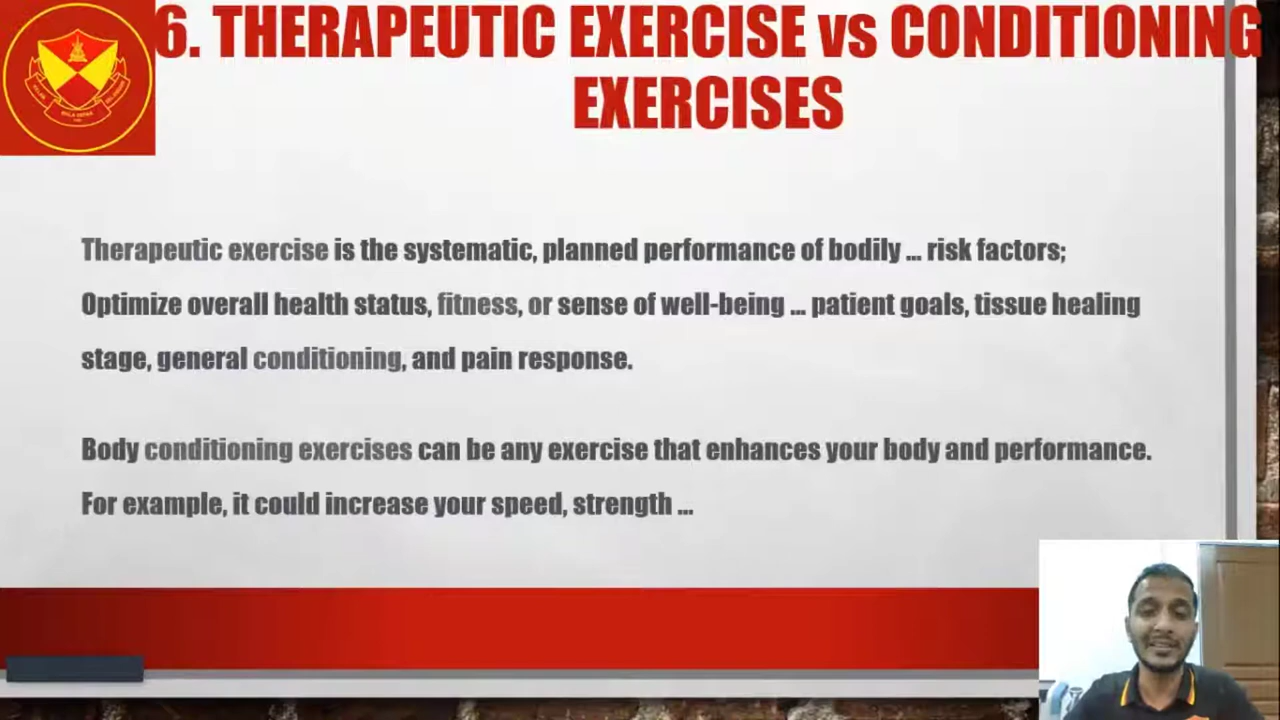 6. THERAPEUTIC EXERCISE vs CONDITIONING
EXERCISES
Therapeutic exercise is the systematic, planned performance of bodily ... risk factors;
Optimize overall health status, fitness, or sense of well-being ... patient goals, tissue healing
stage, general conditioning, and pain response.
Body conditioning exercises can be any exercise that enhances your body and performance.
For example, it could increase your speed, strength ...